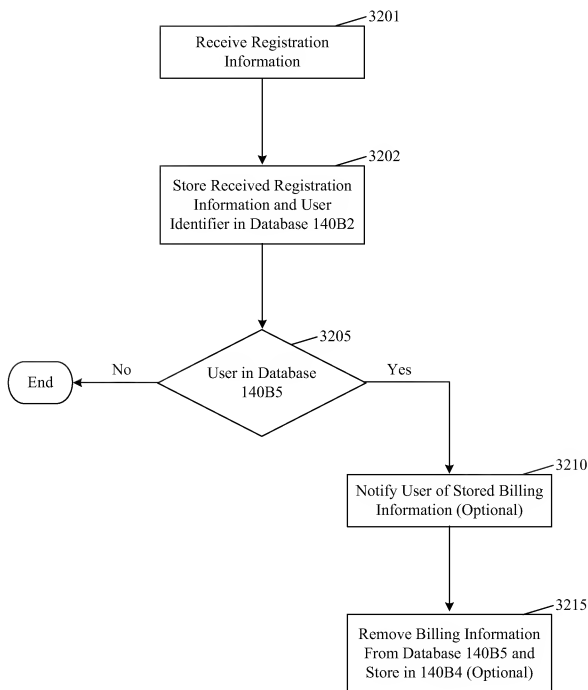 3201
Receive Registration
Information
3202
Store Received Registration
Information and User
Identifier in Database 140B2
3205
User in Database
140B5
No
Yes
End
3210
Notify User of Stored Billing
Information (Optional)
3215
Remove Billing Information
From Database 140B5 and
Store in 140B4 (Optional)